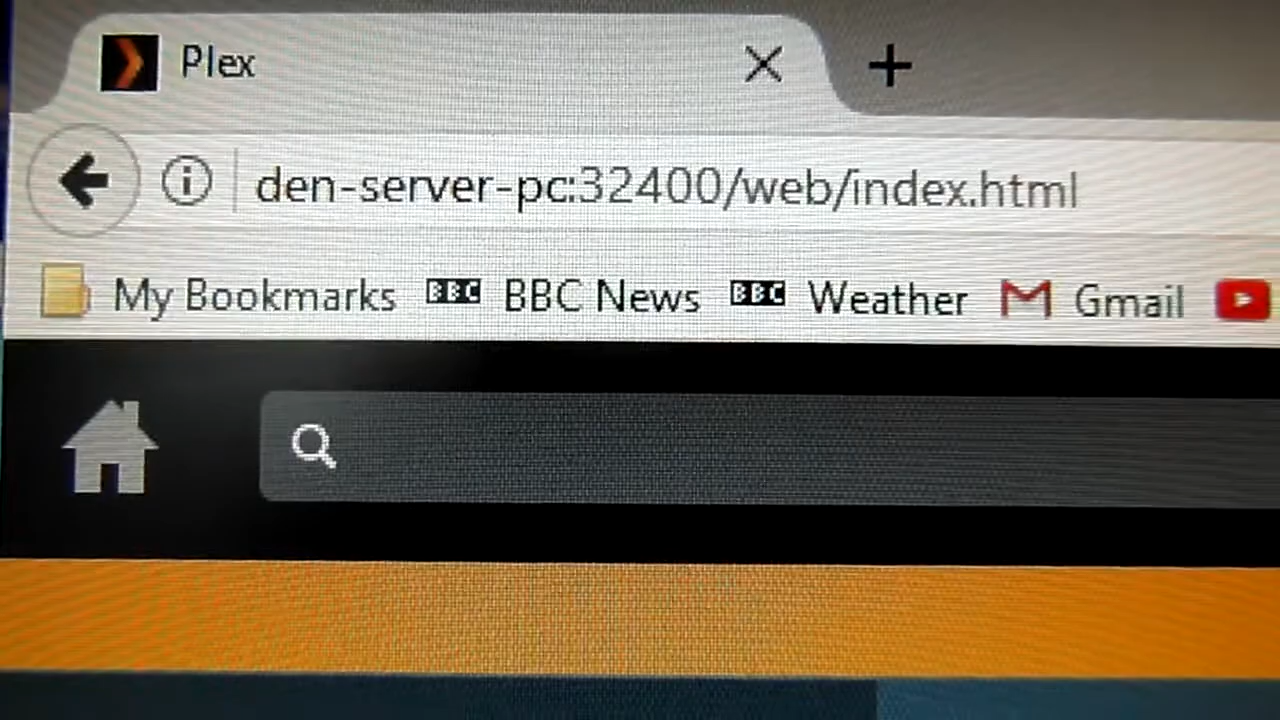 Plex
den-server-pc:32400/web/index.html
My Bookmarks BBC BBC News BBC Weather Gmail